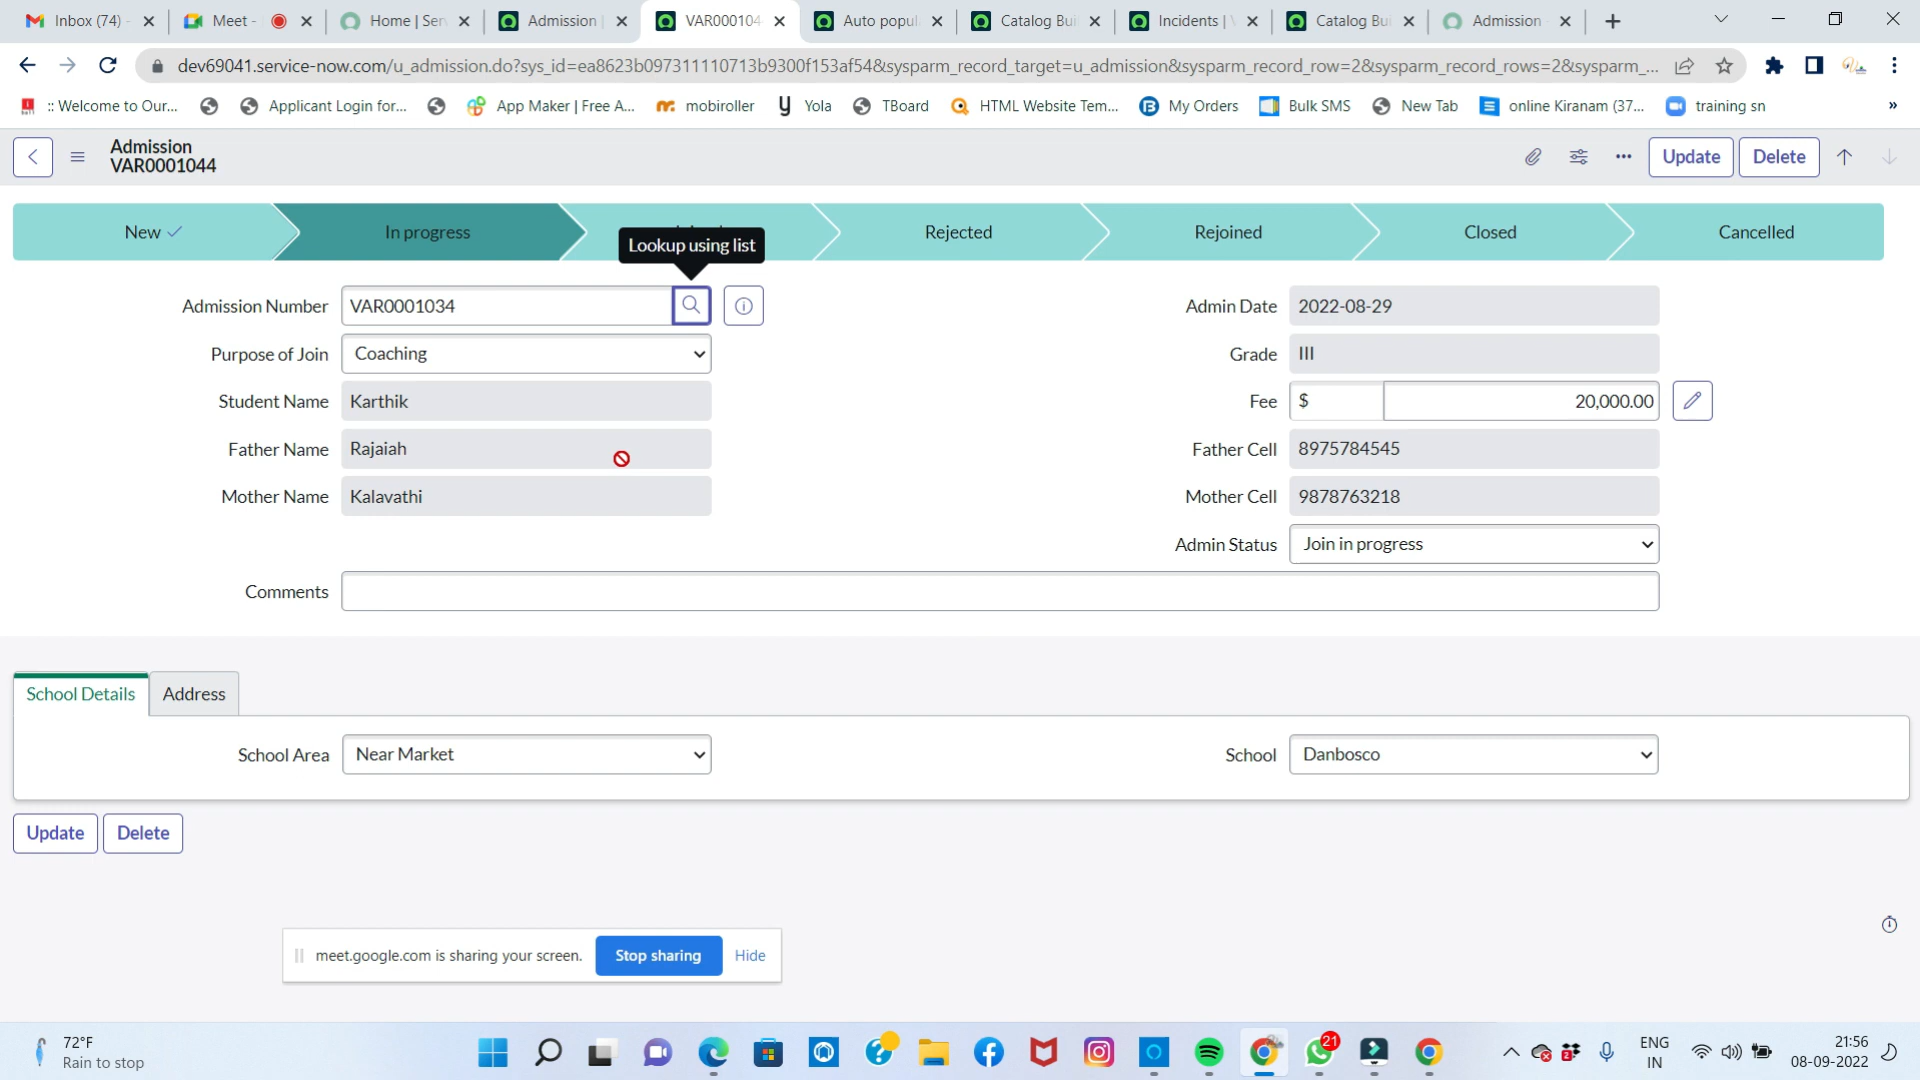 Inbox (74) -
Meet -
Home | Ser
Admission |
VAR000104
Auto popul
Catalog Bui
Incidents | V
Catalog Bui
Admission -
dev69041.service-now.com/u_admission.do?sys_id=ea8623b097311110713b9300f153af54&sysparm_record_target=u_admission&sysparm_record_row=2&sysparm_record_rows=2&sysparm_...
:: Welcome to Our...
Applicant Login for...
App Maker | Free A...
mobiroller
Yola
TBoard
HTML Website Tem...
My Orders
Bulk SMS
New Tab
online Kiranam (37...
training sn
»
Admission
VAR0001044
Update
Delete
New
In progress
Rejected
Rejoined
Closed
Cancelled
Lookup using list
Admission Number VAR0001034
Admin Date 2022-08-29
Purpose of Join Coaching
Grade III
Student Name Karthik
Fee $ 20,000.00
Father Name Rajaiah
Father Cell 8975784545
Mother Name Kalavathi
Mother Cell 9878763218
Admin Status Join in progress
Comments
School Details
Address
School Area Near Market
School Danbosco
Update
Delete
meet.google.com is sharing your screen.
Stop sharing
Hide
72°F
Rain to stop
21
2
ENG
IN
21:56
08-09-2022